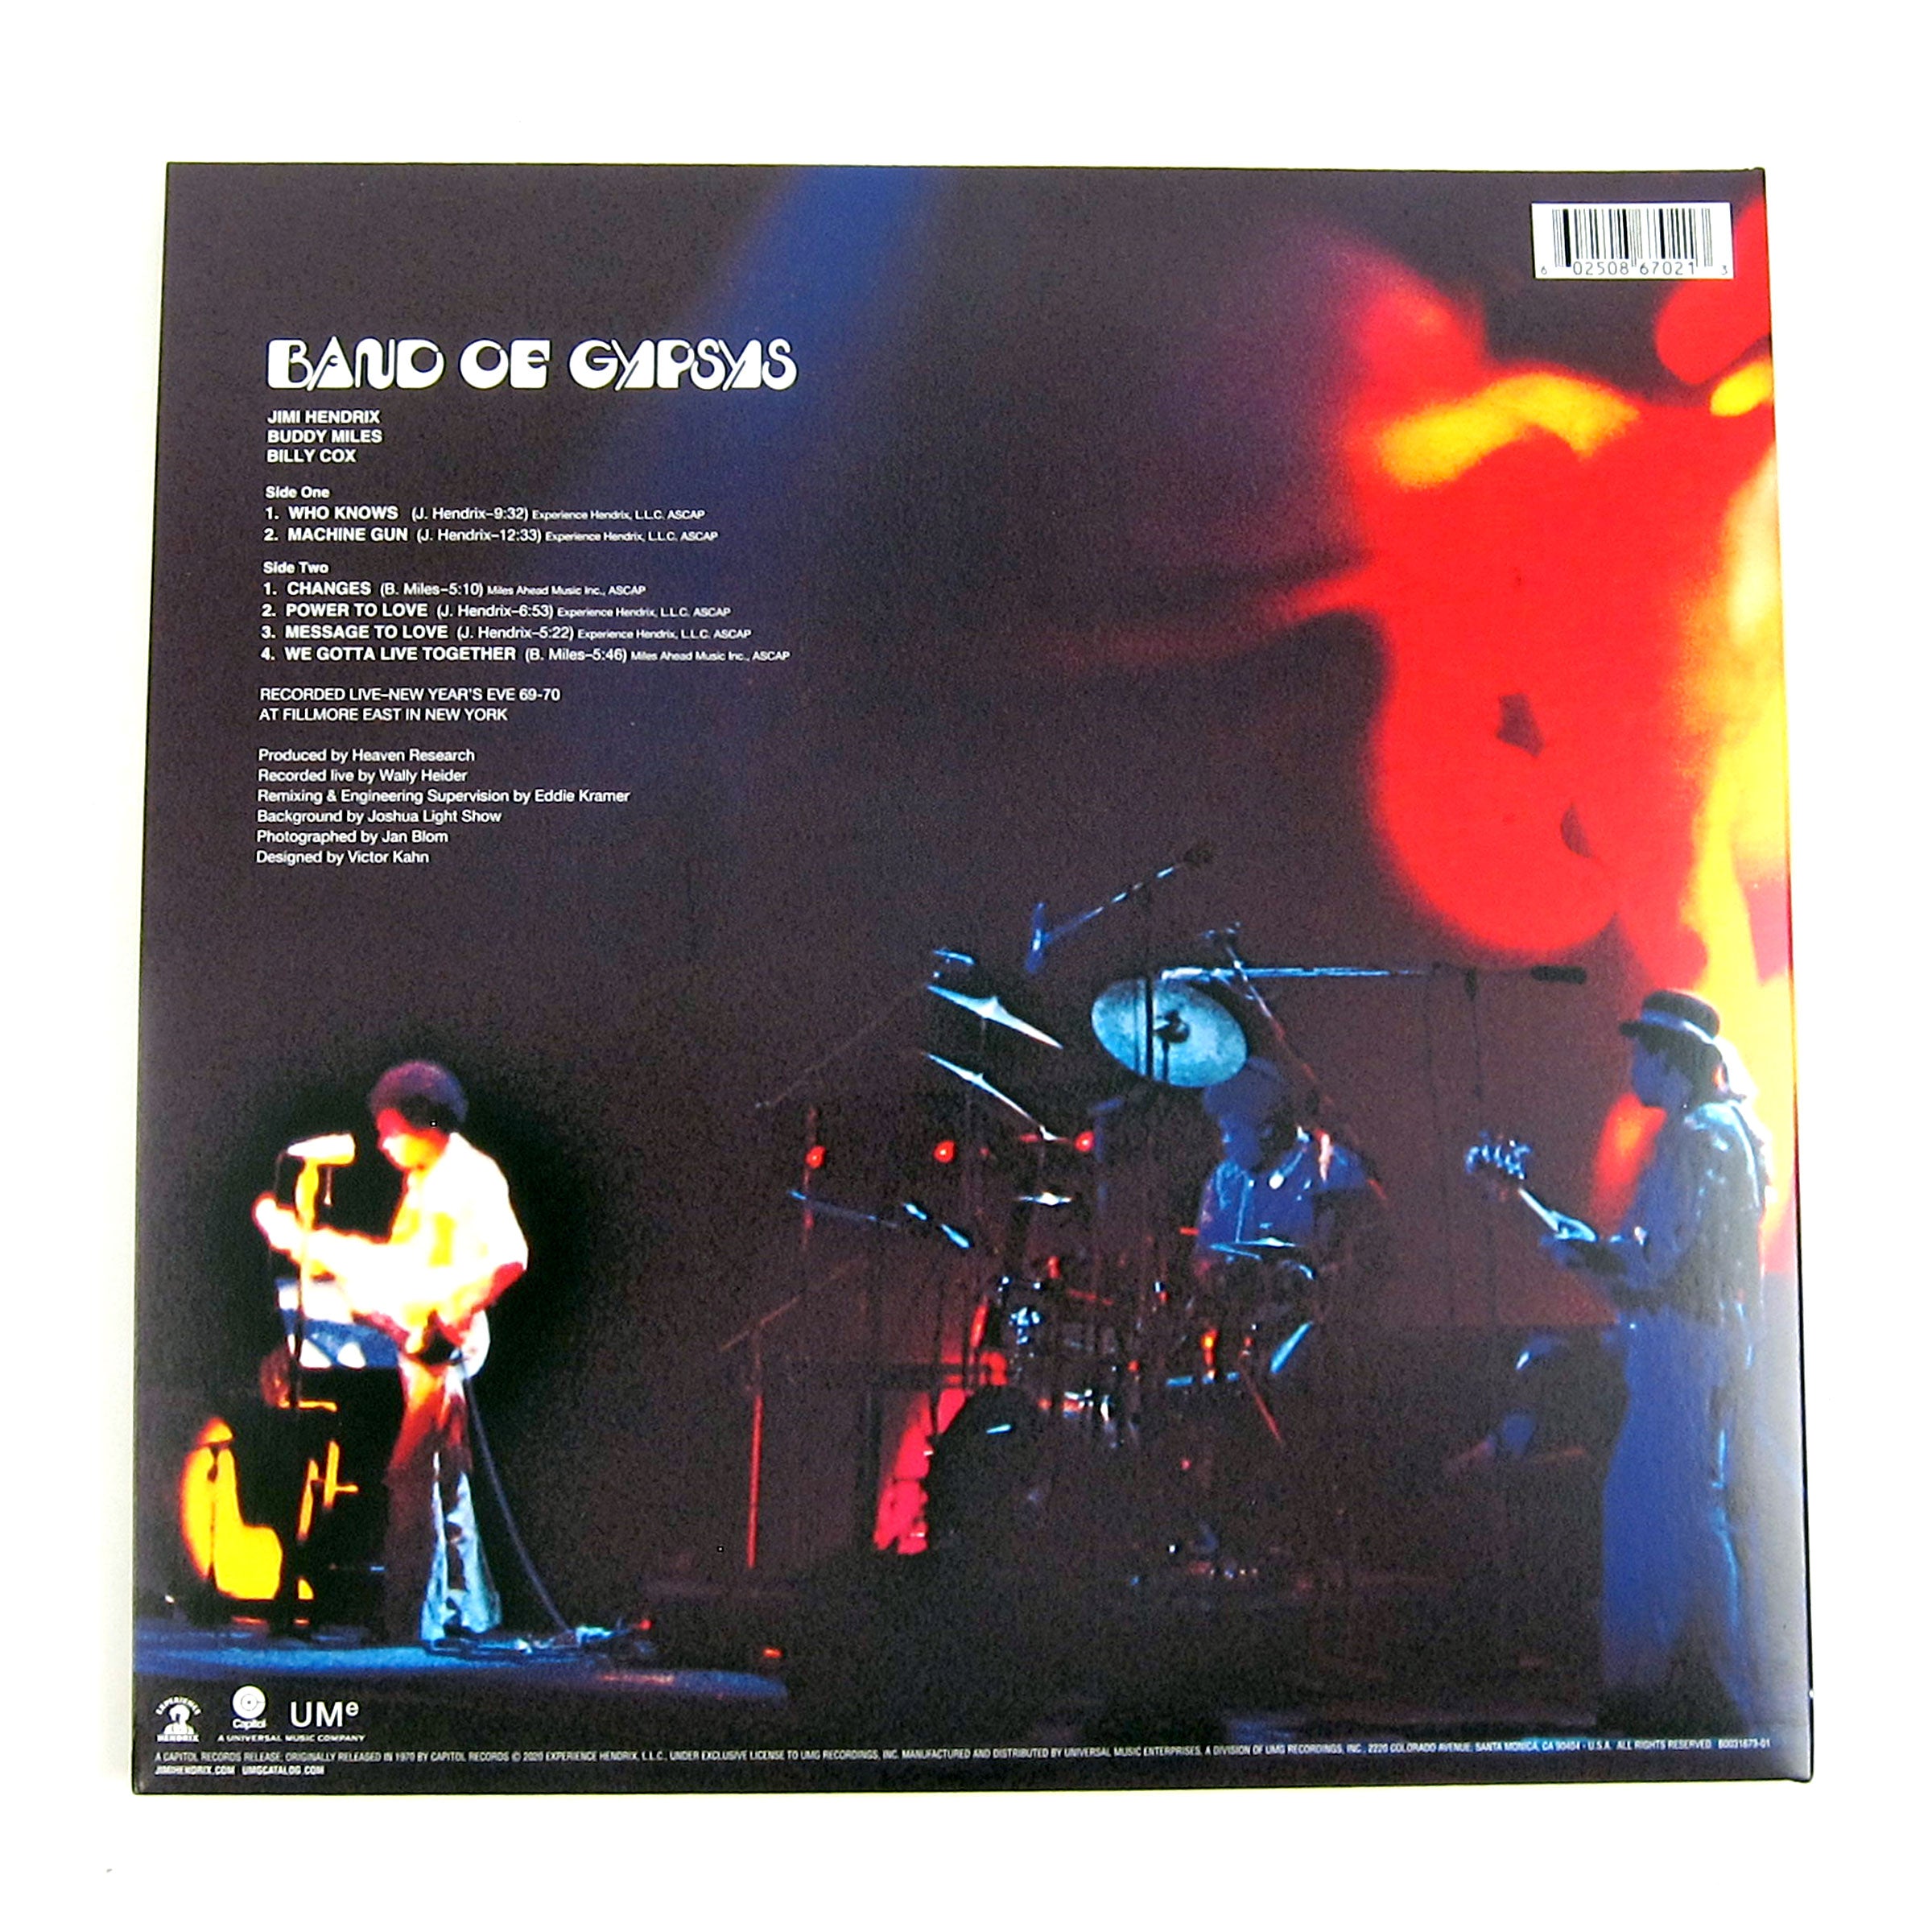 6 02508 67021 3
BAND OF GYPSYS
JIMI HENDRIX
BUDDY MILES
BILLY COX
Side One
1. WHO KNOWS (J. Hendrix–9:32) Experience Hendrix, L.L.C. ASCAP
2. MACHINE GUN (J. Hendrix–12:33) Experience Hendrix, L.L.C. ASCAP
Side Two
1. CHANGES (B. Miles–5:10) Miles Ahead Music Inc., ASCAP
2. POWER TO LOVE (J. Hendrix–6:53) Experience Hendrix, L.L.C. ASCAP
3. MESSAGE TO LOVE (J. Hendrix–5:22) Experience Hendrix, L.L.C. ASCAP
4. WE GOTTA LIVE TOGETHER (B. Miles–5:46) Miles Ahead Music Inc., ASCAP
RECORDED LIVE–NEW YEAR'S EVE 69-70
AT FILLMORE EAST IN NEW YORK
Produced by Heaven Research
Recorded live by Wally Heider
Remixing & Engineering Supervision by Eddie Kramer
Background by Joshua Light Show
Photographed by Jan Blom
Designed by Victor Kahn
EXPERIENCE HENDRIX
Capitol UMe
A UNIVERSAL MUSIC COMPANY
A CAPITOL RECORDS RELEASE; ORIGINALLY RELEASED IN 1970 BY CAPITOL RECORDS © 2020 EXPERIENCE HENDRIX, L.L.C., UNDER EXCLUSIVE LICENSE TO UMG RECORDINGS, INC. MANUFACTURED AND DISTRIBUTED BY UNIVERSAL MUSIC ENTERPRISES, A DIVISION OF UMG RECORDINGS, INC., 2220 COLORADO AVENUE, SANTA MONICA, CA 90404 - U.S.A. ALL RIGHTS RESERVED. B0031673-01
JIMIHENDRIX.COM UMGCATALOG.COM